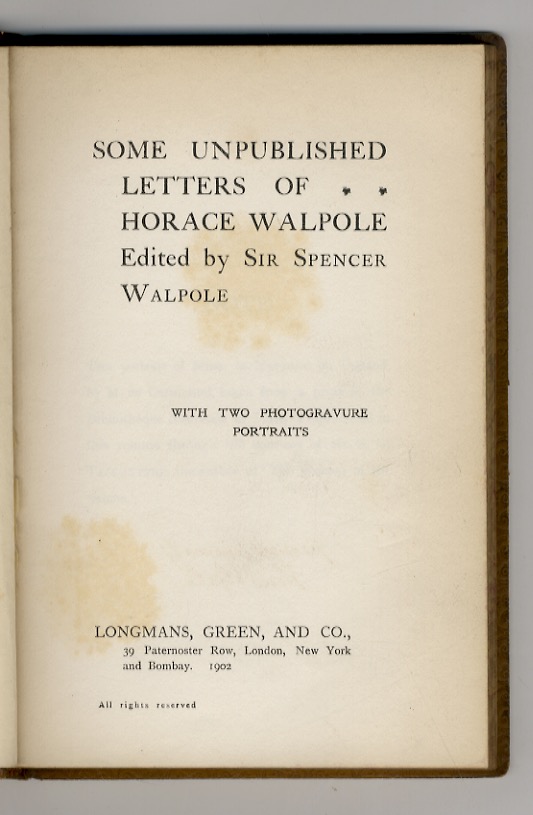 SOME UNPUBLISHED
LETTERS OF
HORACE WALPOLE
Edited by SIR SPENCER
WALPOLE
WITH TWO PHOTOGRAVURE
PORTRAITS
LONGMANS, GREEN, AND CO.,
39 Paternoster Row, London, New York
and Bombay. 1902
All rights reserved